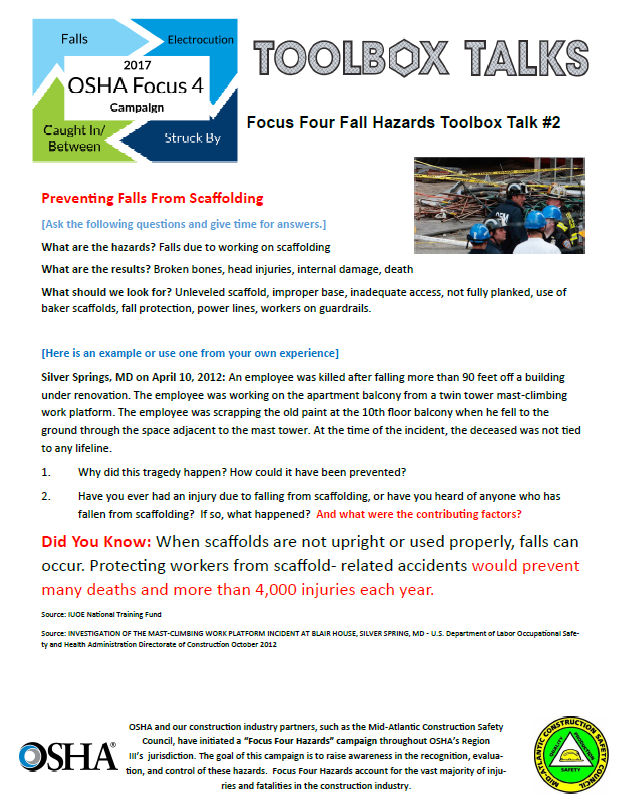 Falls
Electrocution
2017
OSHA Focus 4
Campaign
Caught In/
Between
Struck By
TOOLBOX TALKS
Focus Four Fall Hazards Toolbox Talk #2
Preventing Falls From Scaffolding
[Ask the following questions and give time for answers.]
What are the hazards? Falls due to working on scaffolding
What are the results? Broken bones, head injuries, internal damage, death
What should we look for? Unleveled scaffold, improper base, inadequate access, not fully planked, use of
baker scaffolds, fall protection, power lines, workers on guardrails.
[Here is an example or use one from your own experience]
Silver Springs, MD on April 10, 2012: An employee was killed after falling more than 90 feet off a building
under renovation. The employee was working on the apartment balcony from a twin tower mast-climbing
work platform. The employee was scrapping the old paint at the 10th floor balcony when he fell to the
ground through the space adjacent to the mast tower. At the time of the incident, the deceased was not tied
to any lifeline.
1. Why did this tragedy happen? How could it have been prevented?
2. Have you ever had an injury due to falling from scaffolding, or have you heard of anyone who has
fallen from scaffolding? If so, what happened? And what were the contributing factors?
Did You Know: When scaffolds are not upright or used properly, falls can
occur. Protecting workers from scaffold- related accidents would prevent
many deaths and more than 4,000 injuries each year.
Source: IUOE National Training Fund
Source: INVESTIGATION OF THE MAST-CLIMBING WORK PLATFORM INCIDENT AT BLAIR HOUSE, SILVER SPRING, MD - U.S. Department of Labor Occupational Safe-
ty and Health Administration Directorate of Construction October 2012
OSHA®
OSHA and our construction industry partners, such as the Mid-Atlantic Construction Safety
Council, have initiated a "Focus Four Hazards" campaign throughout OSHA's Region
III's jurisdiction. The goal of this campaign is to raise awareness in the recognition, evalua-
tion, and control of these hazards. Focus Four Hazards account for the vast majority of inju-
ries and fatalities in the construction industry.
MID-ATLANTIC CONSTRUCTION SAFETY COUNCIL
QUALITY
PRODUCTION
SAFETY